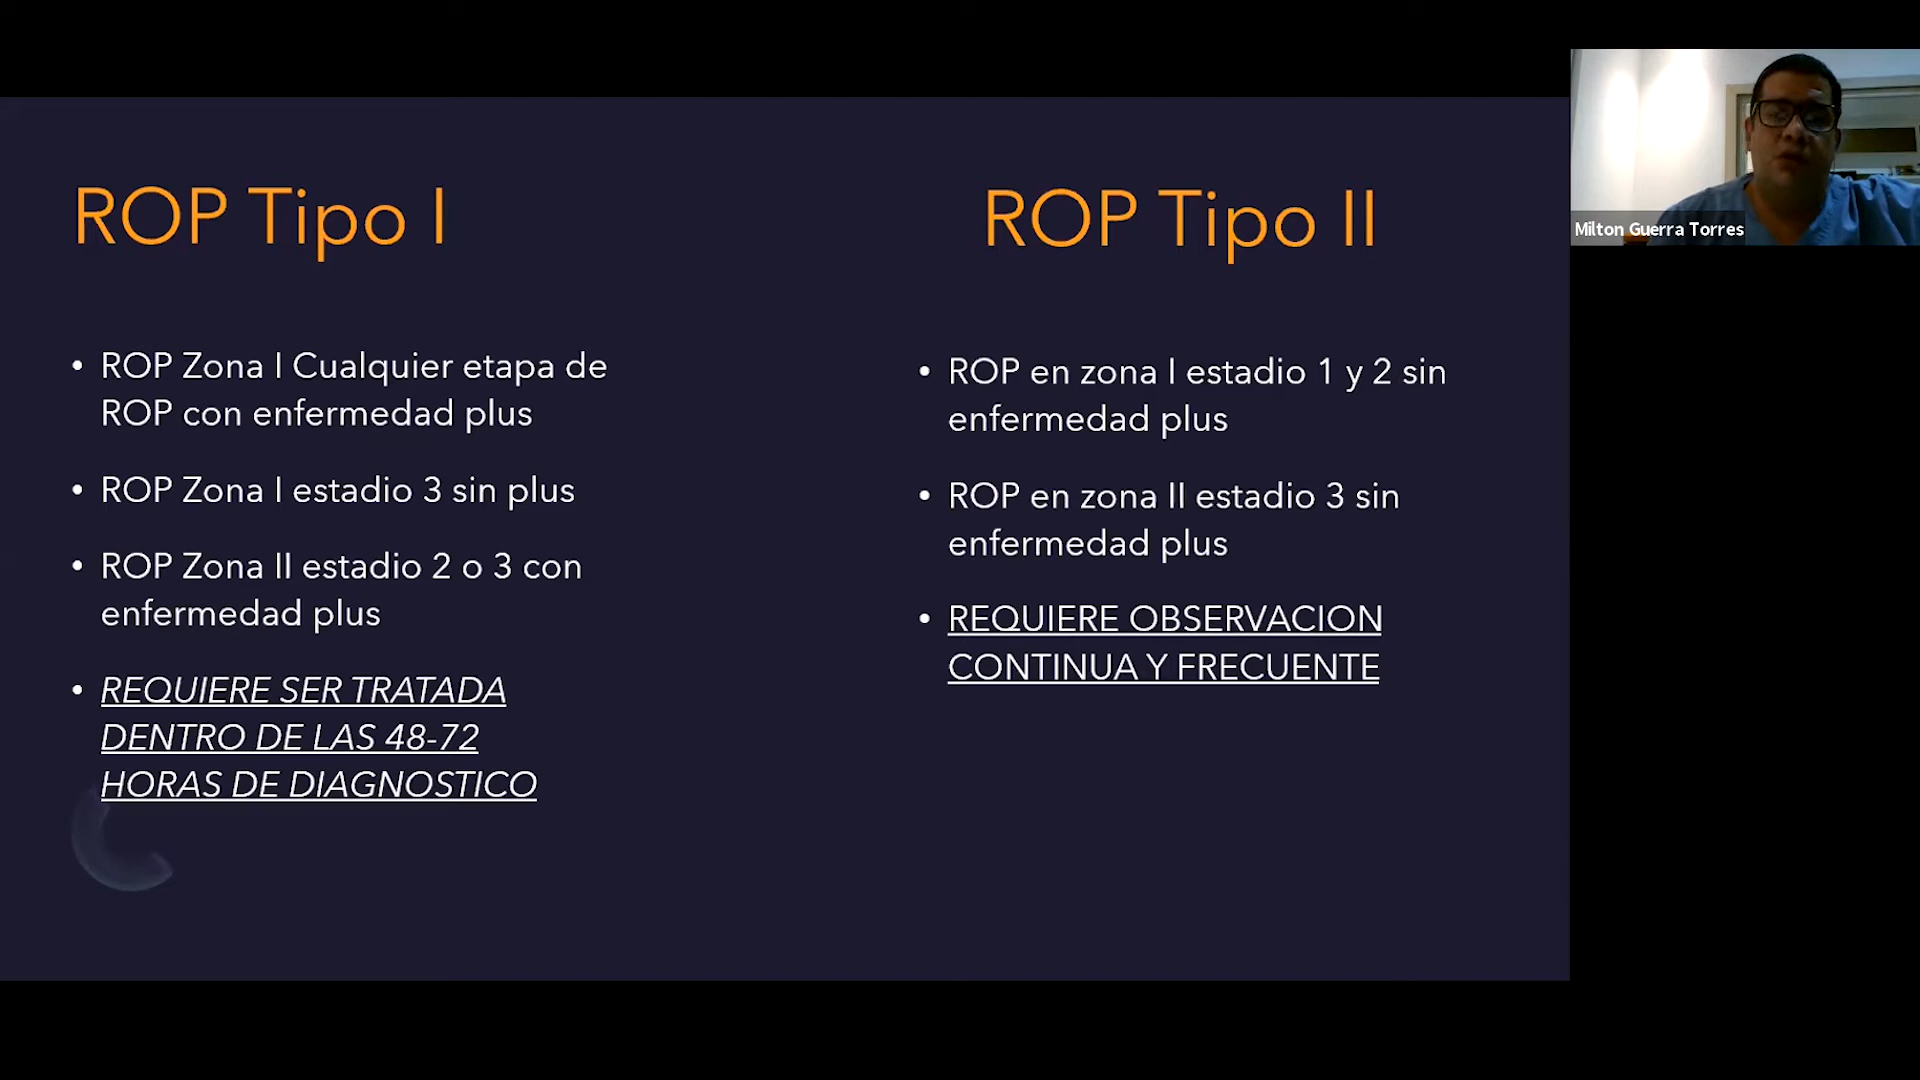 ROP Tipo I
• ROP Zona I Cualquier etapa de
ROP con enfermedad plus
• ROP Zona I estadio 3 sin plus
• ROP Zona II estadio 2 o 3 con
enfermedad plus
• REQUIERE SER TRATADA
DENTRO DE LAS 48-72
HORAS DE DIAGNOSTICO
ROP Tipo II
• ROP en zona I estadio 1 y 2 sin
enfermedad plus
• ROP en zona II estadio 3 sin
enfermedad plus
• REQUIERE OBSERVACION
CONTINUA Y FRECUENTE
Milton Guerra Torres